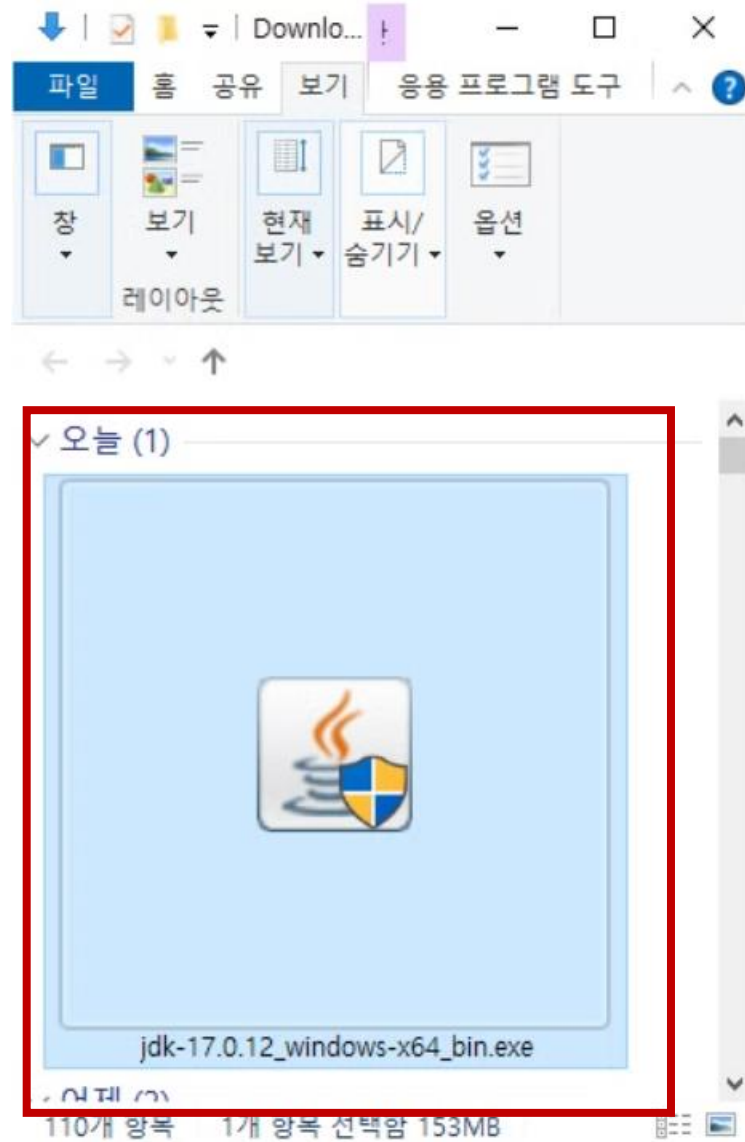 Downlo...
파일 홈 공유 보기 응용 프로그램 도구
창 보기 현재 보기 표시/숨기기 옵션
레이아웃
오늘 (1)
jdk-17.0.12_windows-x64_bin.exe
어제 (2)
110개 항목 1개 항목 선택함 153MB